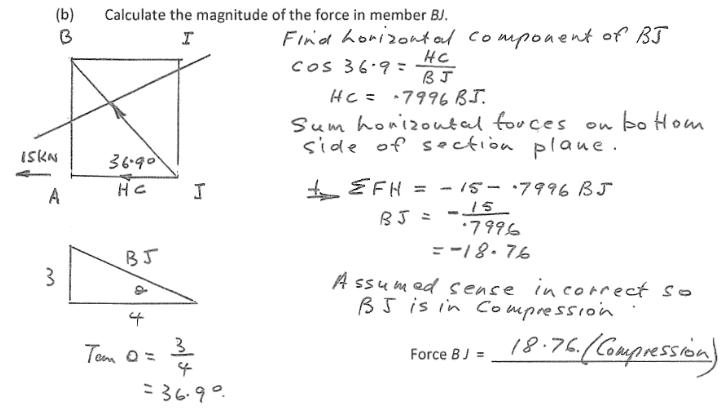 (b) Calculate the magnitude of the force in member BJ.
B I
Find horizontal component of BJ
cos 36.9 = HC / BJ
HC = .7996 BJ.
Sum horizontal forces on bottom
side of section plane.
15KN 36.9°
A HC J
+ ΣFH = -15 - .7996 BJ
BJ = - 15 / .7996
= -18.76
BJ
3 θ
4
Assumed sense incorrect so
BJ is in Compression.
Tan θ = 3 / 4
= 36.9°.
Force BJ = 18.76. (Compression)